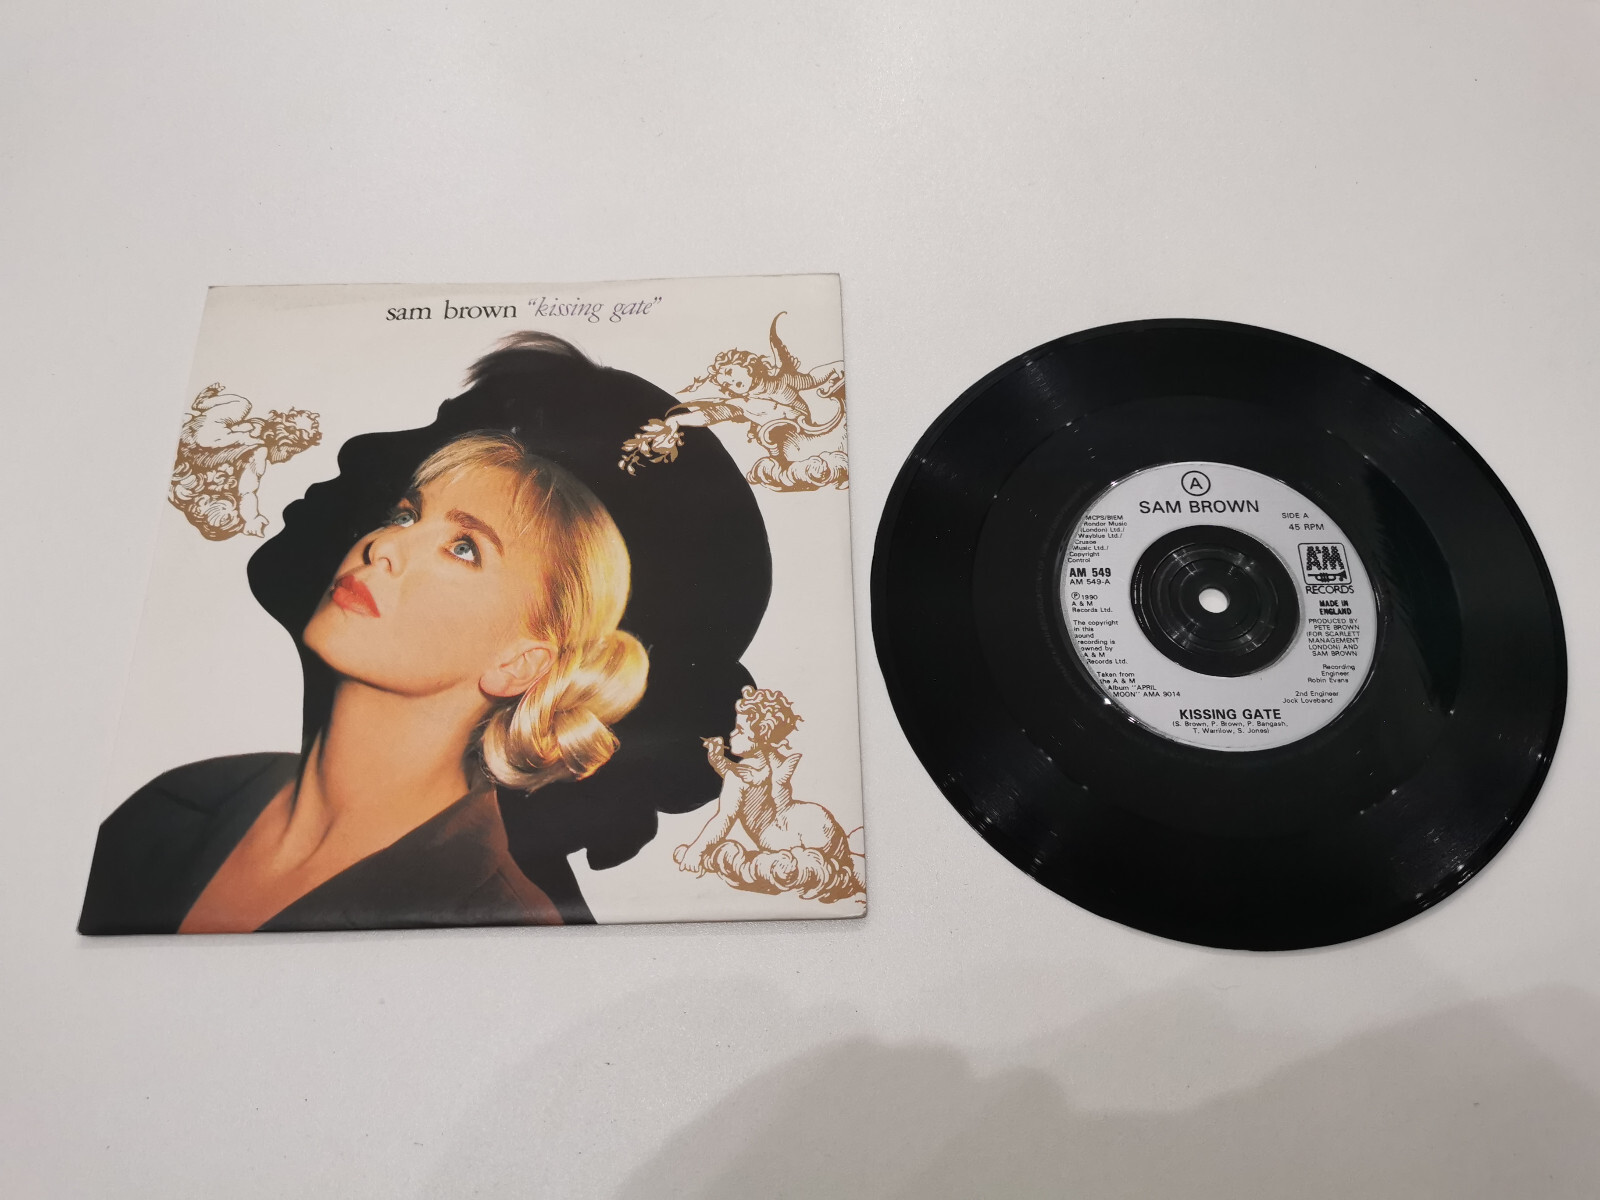 sam brown "kissing gate"
A
SAM BROWN
SIDE A
45 RPM
MCPS/BIEM
Rondor Music
(London) Ltd./
Wayblue Ltd./
Crusoe
Music Ltd./
Copyright
Control
AM 549
AM 549-A
Ⓟ 1990
A & M
Records Ltd.
The copyright
in this
sound
recording is
owned by
A & M
Records Ltd.
Taken from
the A & M
Album "APRIL
MOON" AMA 9014
A&M
RECORDS
MADE IN
ENGLAND
PRODUCED BY
PETE BROWN
(FOR SCARLETT
MANAGEMENT
LONDON) AND
SAM BROWN
Recording
Engineer
Robin Evans
2nd Engineer
Jock Loveband
KISSING GATE
(S. Brown, P. Brown, P. Bangash,
T. Warrilow, S. Jones)